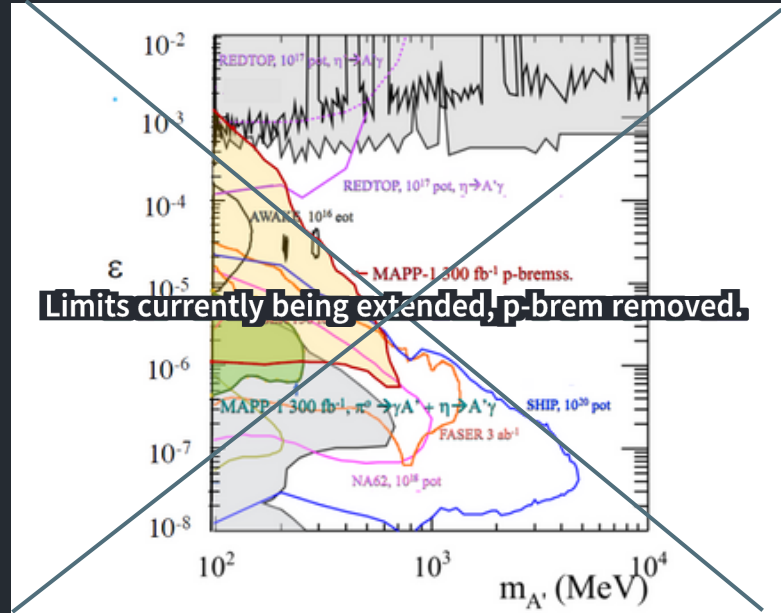 10⁻²
REDTOP, 10¹⁷ pot, η→A'γ
10⁻³
REDTOP, 10¹⁷ pot, η→A'γ
10⁻⁴
AWAKE, 10¹⁶ eot
ε
MAPP-1 300 fb⁻¹ p-bremss.
10⁻⁵
Limits currently being extended, p-brem removed.
10⁻⁶
MAPP-1 300 fb⁻¹, π⁰→γA' + η→A'γ
SHIP, 10²⁰ pot
FASER 3 ab⁻¹
10⁻⁷
NA62, 10¹⁸ pot
10⁻⁸
10² 10³ 10⁴
m_A' (MeV)